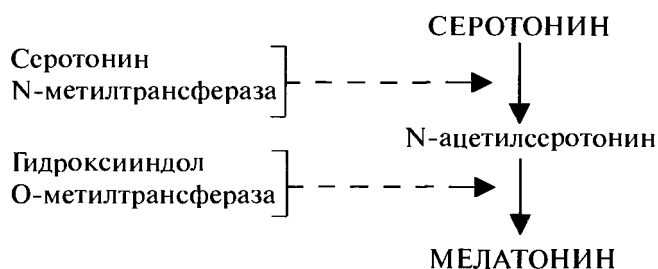 СЕРОТОНИН
Серотонин
N-метилтрансфераза
N-ацетилсеротонин
Гидроксииндол
О-метилтрансфераза
МЕЛАТОНИН